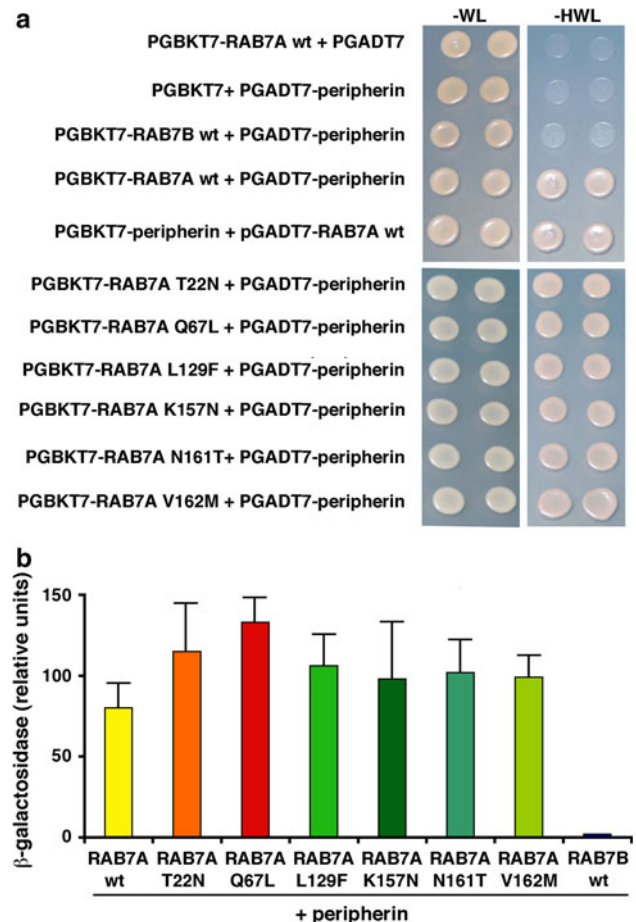 a
-WL -HWL
PGBKT7-RAB7A wt + PGADT7
PGBKT7+ PGADT7-peripherin
PGBKT7-RAB7B wt + PGADT7-peripherin
PGBKT7-RAB7A wt + PGADT7-peripherin
PGBKT7-peripherin + pGADT7-RAB7A wt
PGBKT7-RAB7A T22N + PGADT7-peripherin
PGBKT7-RAB7A Q67L + PGADT7-peripherin
PGBKT7-RAB7A L129F + PGADT7-peripherin
PGBKT7-RAB7A K157N + PGADT7-peripherin
PGBKT7-RAB7A N161T+ PGADT7-peripherin
PGBKT7-RAB7A V162M + PGADT7-peripherin
b
β-galactosidase (relative units)
150
100
50
0
RAB7A RAB7A RAB7A RAB7A RAB7A RAB7A RAB7A RAB7B
wt T22N Q67L L129F K157N N161T V162M wt
+ peripherin